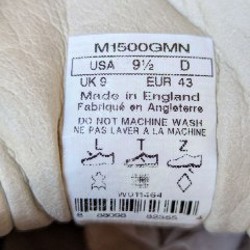 M1500GMN
USA 9½ D
UK 9 EUR 43
Made in England
Fabriqué en Angleterre
DO NOT MACHINE WASH
NE PAS LAVER A LA MACHINE
L T Z